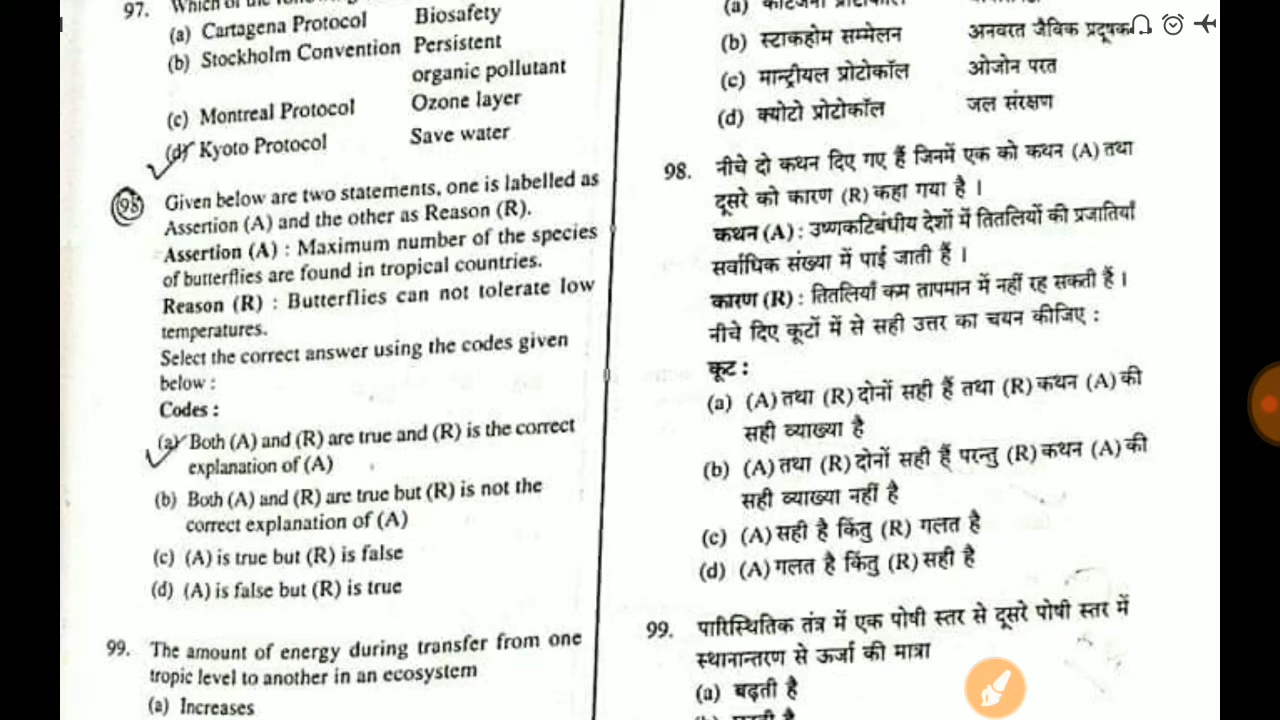 97.
(a) Cartagena Protocol Biosafety
(b) Stockholm Convention Persistent
organic pollutant
(c) Montreal Protocol Ozone layer
(d) Kyoto Protocol Save water
98. Given below are two statements, one is labelled as
Assertion (A) and the other as Reason (R).
Assertion (A) : Maximum number of the species
of butterflies are found in tropical countries.
Reason (R) : Butterflies can not tolerate low
temperatures.
Select the correct answer using the codes given
below :
Codes :
(a) Both (A) and (R) are true and (R) is the correct
explanation of (A)
(b) Both (A) and (R) are true but (R) is not the
correct explanation of (A)
(c) (A) is true but (R) is false
(d) (A) is false but (R) is true
99. The amount of energy during transfer from one
tropic level to another in an ecosystem
(a) Increases
(b) स्टाकहोम सम्मेलन अनवरत जैविक प्रदूषक
(c) मान्ट्रीयल प्रोटोकॉल ओजोन परत
(d) क्योटो प्रोटोकॉल जल संरक्षण
98. नीचे दो कथन दिए गए हैं जिनमें एक को कथन (A) तथा
दूसरे को कारण (R) कहा गया है ।
कथन (A) : उष्णकटिबंधीय देशों में तितलियों की प्रजातियाँ
सर्वाधिक संख्या में पाई जाती हैं ।
कारण (R) : तितलियाँ कम तापमान में नहीं रह सकती हैं ।
नीचे दिए कूटों में से सही उत्तर का चयन कीजिए :
कूट :
(a) (A) तथा (R) दोनों सही हैं तथा (R) कथन (A) की
सही व्याख्या है
(b) (A) तथा (R) दोनों सही हैं परन्तु (R) कथन (A) की
सही व्याख्या नहीं है
(c) (A) सही है किंतु (R) गलत है
(d) (A) गलत है किंतु (R) सही है
99. पारिस्थितिक तंत्र में एक पोषी स्तर से दूसरे पोषी स्तर में
स्थानान्तरण से ऊर्जा की मात्रा
(a) बढ़ती है